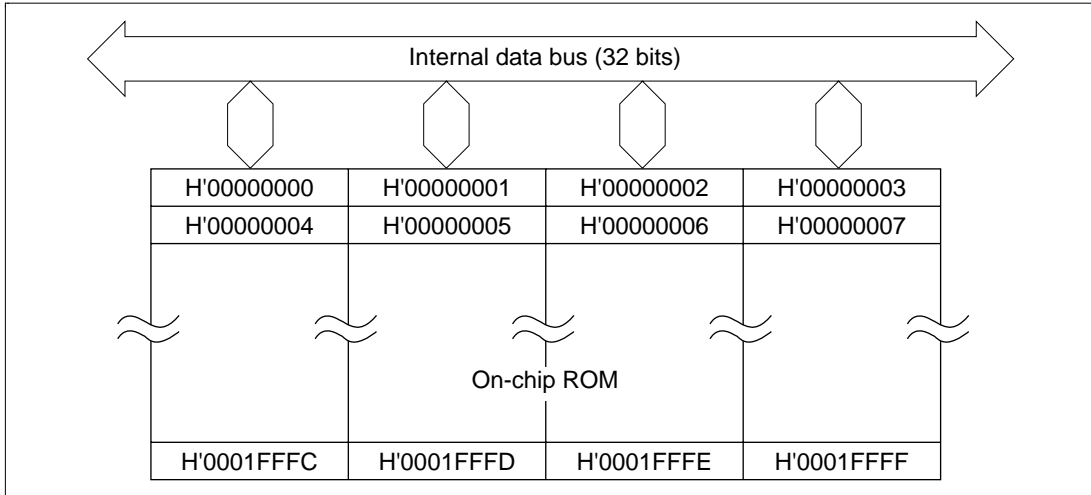 Internal data bus (32 bits)
H'00000000 H'00000001 H'00000002 H'00000003
H'00000004 H'00000005 H'00000006 H'00000007
On-chip ROM
H'0001FFFC H'0001FFFD H'0001FFFE H'0001FFFF